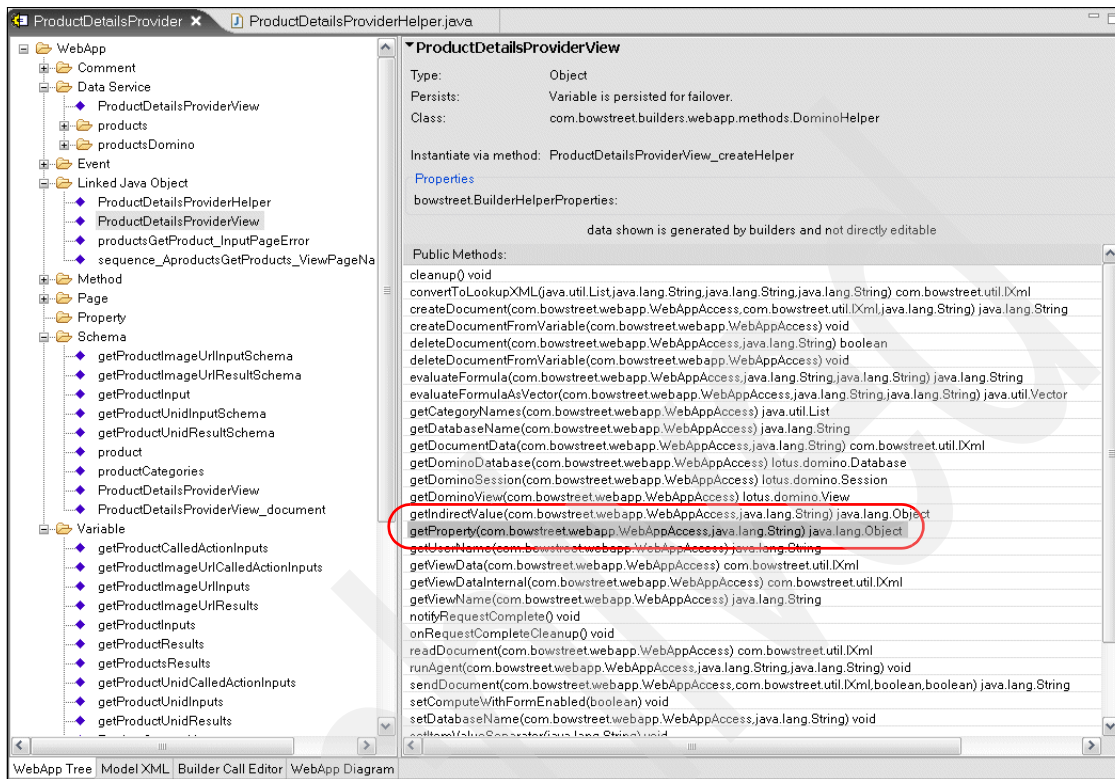 ProductDetailsProvider
ProductDetailsProviderHelper.java
WebApp
Comment
Data Service
ProductDetailsProviderView
products
productsDomino
Event
Linked Java Object
ProductDetailsProviderHelper
ProductDetailsProviderView
productsGetProduct_InputPageError
sequence_AproductsGetProducts_ViewPageNa
Method
Page
Property
Schema
getProductImageUrlInputSchema
getProductImageUrlResultSchema
getProductInput
getProductUnidInputSchema
getProductUnidResultSchema
product
productCategories
ProductDetailsProviderView
ProductDetailsProviderView_document
Variable
getProductCalledActionInputs
getProductImageUrlCalledActionInputs
getProductImageUrlInputs
getProductImageUrlResults
getProductInputs
getProductResults
getProductsResults
getProductUnidCalledActionInputs
getProductUnidInputs
getProductUnidResults
ProductDetailsProviderView
Type: Object
Persists: Variable is persisted for failover.
Class: com.bowstreet.builders.webapp.methods.DominoHelper
Instantiate via method: ProductDetailsProviderView_createHelper
Properties
bowstreet.BuilderHelperProperties:
data shown is generated by builders and not directly editable
Public Methods:
cleanup() void
convertToLookupXML(java.util.List,java.lang.String,java.lang.String,java.lang.String) com.bowstreet.util.IXml
createDocument(com.bowstreet.webapp.WebAppAccess,com.bowstreet.util.IXml,java.lang.String) java.lang.String
createDocumentFromVariable(com.bowstreet.webapp.WebAppAccess) void
deleteDocument(com.bowstreet.webapp.WebAppAccess,java.lang.String) boolean
deleteDocumentFromVariable(com.bowstreet.webapp.WebAppAccess) void
evaluateFormula(com.bowstreet.webapp.WebAppAccess,java.lang.String,java.lang.String) java.lang.String
evaluateFormulaAsVector(com.bowstreet.webapp.WebAppAccess,java.lang.String,java.lang.String) java.util.Vector
getCategoryNames(com.bowstreet.webapp.WebAppAccess) java.util.List
getDatabaseName(com.bowstreet.webapp.WebAppAccess) java.lang.String
getDocumentData(com.bowstreet.webapp.WebAppAccess,java.lang.String) com.bowstreet.util.IXml
getDominoDatabase(com.bowstreet.webapp.WebAppAccess) lotus.domino.Database
getDominoSession(com.bowstreet.webapp.WebAppAccess) lotus.domino.Session
getDominoView(com.bowstreet.webapp.WebAppAccess) lotus.domino.View
getIndirectValue(com.bowstreet.webapp.WebAppAccess,java.lang.String) java.lang.Object
getProperty(com.bowstreet.webapp.WebAppAccess,java.lang.String) java.lang.Object
getUserName(com.bowstreet.webapp.WebAppAccess) java.lang.String
getViewData(com.bowstreet.webapp.WebAppAccess) com.bowstreet.util.IXml
getViewDataInternal(com.bowstreet.webapp.WebAppAccess) com.bowstreet.util.IXml
getViewName(com.bowstreet.webapp.WebAppAccess) java.lang.String
notifyRequestComplete() void
onRequestCompleteCleanup() void
readDocument(com.bowstreet.webapp.WebAppAccess) com.bowstreet.util.IXml
runAgent(com.bowstreet.webapp.WebAppAccess,java.lang.String,java.lang.String) void
sendDocument(com.bowstreet.webapp.WebAppAccess,com.bowstreet.util.IXml,boolean,boolean) java.lang.String
setComputeWithFormEnabled(boolean) void
setDatabaseName(com.bowstreet.webapp.WebAppAccess,java.lang.String) void
setItemValueSeparator(java.lang.String) void
WebApp Tree Model XML Builder Call Editor WebApp Diagram